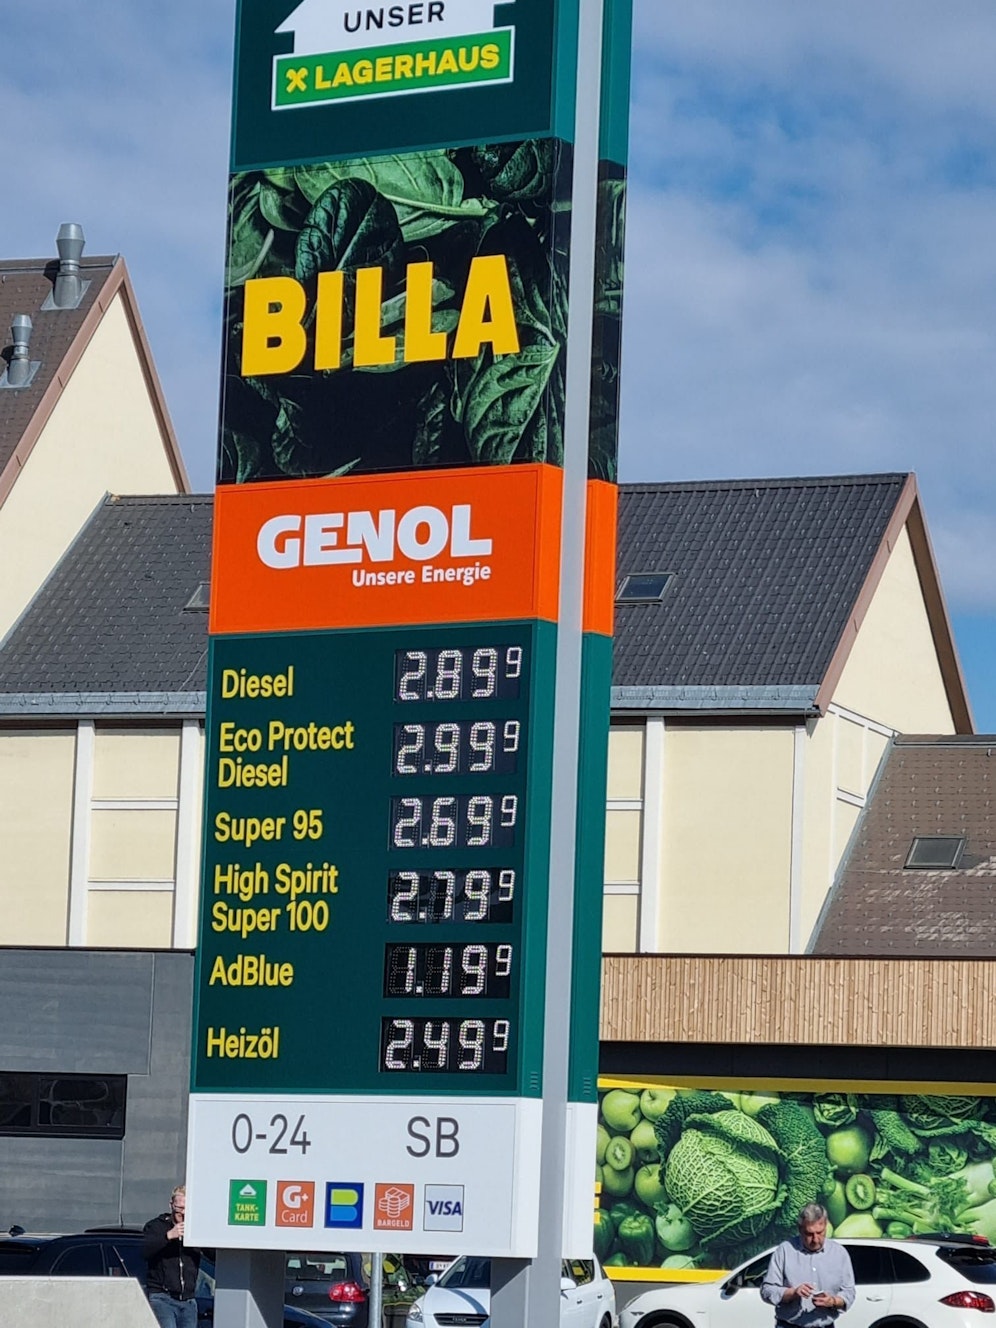 UNSER
LAGERHAUS
BILLA
GENOL
Unsere Energie
Diesel 2.899
Eco Protect
Diesel 2.999
Super 95 2.699
High Spirit
Super 100 2.799
AdBlue 1.199
Heizöl 2.499
0-24 SB
TANK-
KARTE
G+
Card
B
BARGELD
VISA